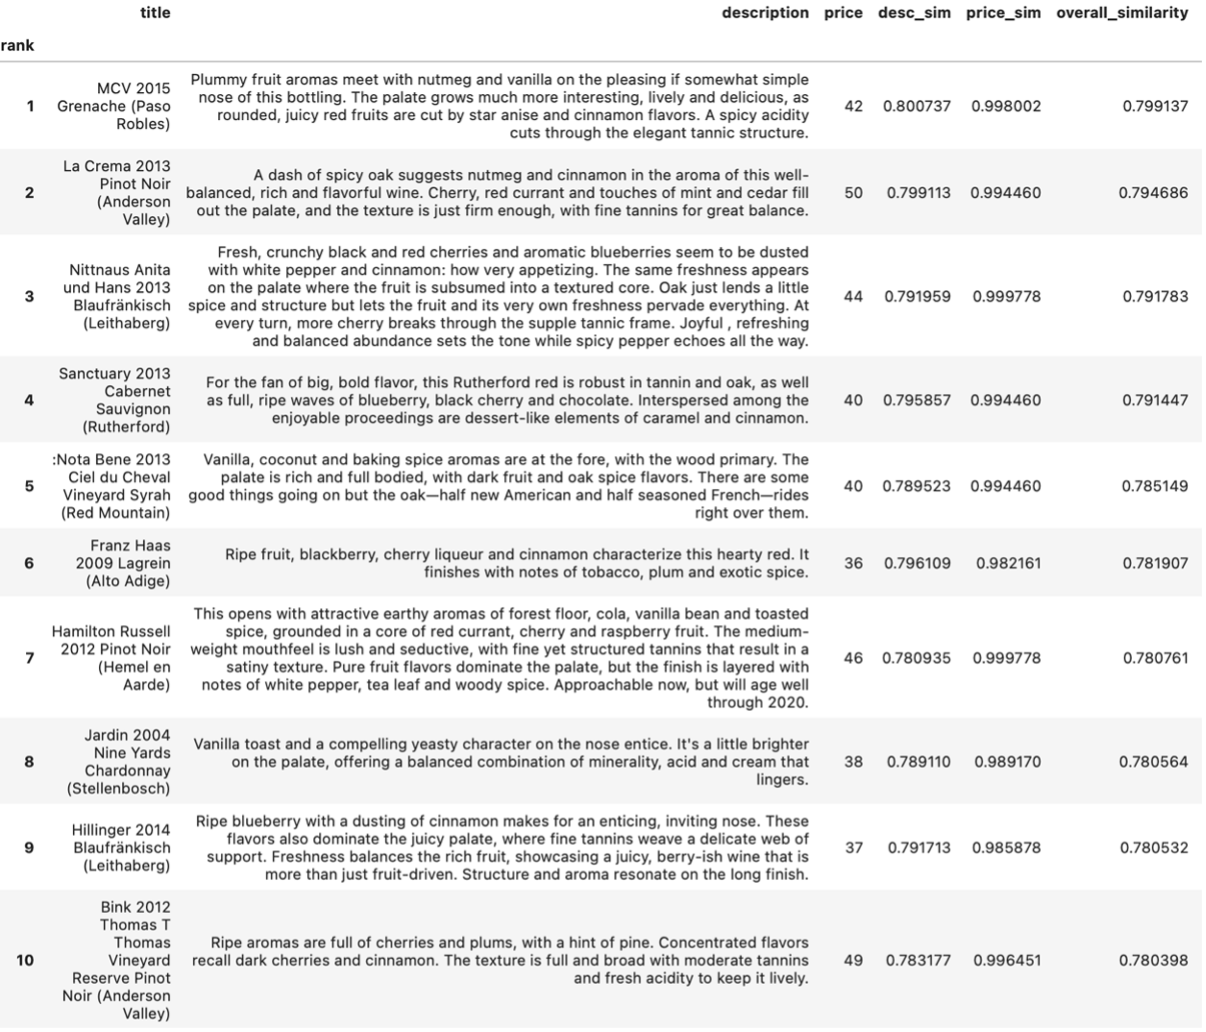 title description price desc_sim price_sim overall_similarity
rank
1 MCV 2015 Grenache (Paso Robles) Plummy fruit aromas meet with nutmeg and vanilla on the pleasing if somewhat simple nose of this bottling. The palate grows much more interesting, lively and delicious, as rounded, juicy red fruits are cut by star anise and cinnamon flavors. A spicy acidity cuts through the elegant tannic structure. 42 0.800737 0.998002 0.799137
2 La Crema 2013 Pinot Noir (Anderson Valley) A dash of spicy oak suggests nutmeg and cinnamon in the aroma of this well-balanced, rich and flavorful wine. Cherry, red currant and touches of mint and cedar fill out the palate, and the texture is just firm enough, with fine tannins for great balance. 50 0.799113 0.994460 0.794686
3 Nittnaus Anita und Hans 2013 Blaufränkisch (Leithaberg) Fresh, crunchy black and red cherries and aromatic blueberries seem to be dusted with white pepper and cinnamon: how very appetizing. The same freshness appears on the palate where the fruit is subsumed into a textured core. Oak just lends a little spice and structure but lets the fruit and its very own freshness pervade everything. At every turn, more cherry breaks through the supple tannic frame. Joyful , refreshing and balanced abundance sets the tone while spicy pepper echoes all the way. 44 0.791959 0.999778 0.791783
4 Sanctuary 2013 Cabernet Sauvignon (Rutherford) For the fan of big, bold flavor, this Rutherford red is robust in tannin and oak, as well as full, ripe waves of blueberry, black cherry and chocolate. Interspersed among the enjoyable proceedings are dessert-like elements of caramel and cinnamon. 40 0.795857 0.994460 0.791447
5 :Nota Bene 2013 Ciel du Cheval Vineyard Syrah (Red Mountain) Vanilla, coconut and baking spice aromas are at the fore, with the wood primary. The palate is rich and full bodied, with dark fruit and oak spice flavors. There are some good things going on but the oak—half new American and half seasoned French—rides right over them. 40 0.789523 0.994460 0.785149
6 Franz Haas 2009 Lagrein (Alto Adige) Ripe fruit, blackberry, cherry liqueur and cinnamon characterize this hearty red. It finishes with notes of tobacco, plum and exotic spice. 36 0.796109 0.982161 0.781907
7 Hamilton Russell 2012 Pinot Noir (Hemel en Aarde) This opens with attractive earthy aromas of forest floor, cola, vanilla bean and toasted spice, grounded in a core of red currant, cherry and raspberry fruit. The medium-weight mouthfeel is lush and seductive, with fine yet structured tannins that result in a satiny texture. Pure fruit flavors dominate the palate, but the finish is layered with notes of white pepper, tea leaf and woody spice. Approachable now, but will age well through 2020. 46 0.780935 0.999778 0.780761
8 Jardin 2004 Nine Yards Chardonnay (Stellenbosch) Vanilla toast and a compelling yeasty character on the nose entice. It's a little brighter on the palate, offering a balanced combination of minerality, acid and cream that lingers. 38 0.789110 0.989170 0.780564
9 Hillinger 2014 Blaufränkisch (Leithaberg) Ripe blueberry with a dusting of cinnamon makes for an enticing, inviting nose. These flavors also dominate the juicy palate, where fine tannins weave a delicate web of support. Freshness balances the rich fruit, showcasing a juicy, berry-ish wine that is more than just fruit-driven. Structure and aroma resonate on the long finish. 37 0.791713 0.985878 0.780532
10 Bink 2012 Thomas T Thomas Vineyard Reserve Pinot Noir (Anderson Valley) Ripe aromas are full of cherries and plums, with a hint of pine. Concentrated flavors recall dark cherries and cinnamon. The texture is full and broad with moderate tannins and fresh acidity to keep it lively. 49 0.783177 0.996451 0.780398